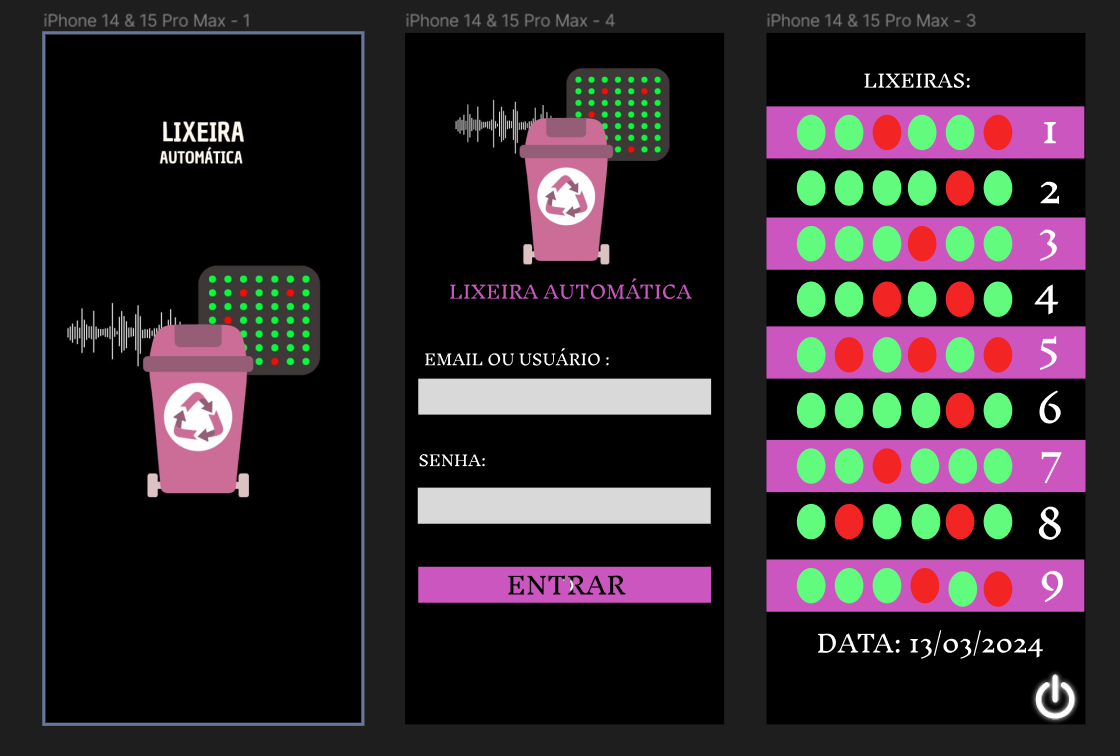 iPhone 14 & 15 Pro Max - 1
LIXEIRA
AUTOMÁTICA
iPhone 14 & 15 Pro Max - 4
LIXEIRA AUTOMÁTICA
EMAIL OU USUÁRIO :
SENHA:
ENTRAR
iPhone 14 & 15 Pro Max - 3
LIXEIRAS:
1
2
3
4
5
6
7
8
9
DATA: 13/03/2024